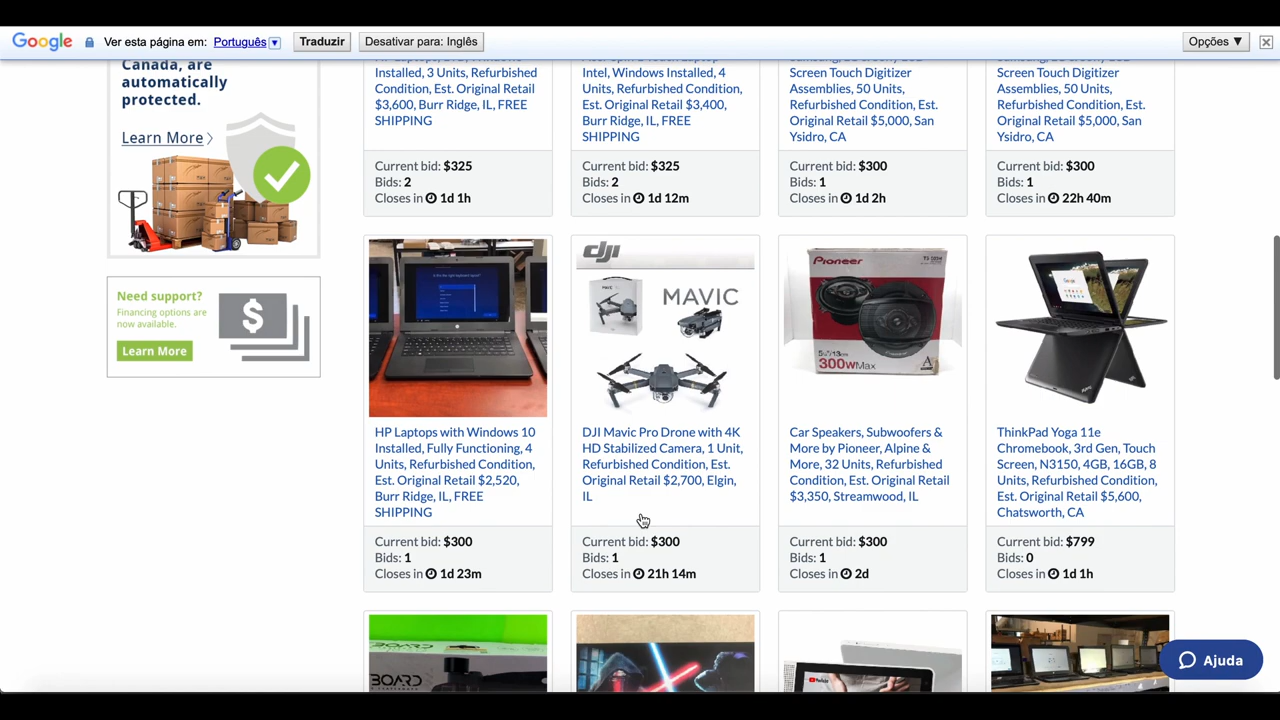 Google Ver esta página em: Português Traduzir Desativar para: Inglês Opções ▼
Canada, are
automatically
protected.
Learn More
Installed, 3 Units, Refurbished
Condition, Est. Original Retail
$3,600, Burr Ridge, IL, FREE
SHIPPING
Current bid: $325
Bids: 2
Closes in 1d 1h
Intel, Windows Installed, 4
Units, Refurbished Condition,
Est. Original Retail $3,400,
Burr Ridge, IL, FREE
SHIPPING
Current bid: $325
Bids: 2
Closes in 1d 12m
Screen Touch Digitizer
Assemblies, 50 Units,
Refurbished Condition, Est.
Original Retail $5,000, San
Ysidro, CA
Current bid: $300
Bids: 1
Closes in 1d 2h
Screen Touch Digitizer
Assemblies, 50 Units,
Refurbished Condition, Est.
Original Retail $5,000, San
Ysidro, CA
Current bid: $300
Bids: 1
Closes in 22h 40m
Need support?
Financing options are
now available.
Learn More
HP Laptops with Windows 10
Installed, Fully Functioning, 4
Units, Refurbished Condition,
Est. Original Retail $2,520,
Burr Ridge, IL, FREE
SHIPPING
Current bid: $300
Bids: 1
Closes in 1d 23m
dji
MAVIC
DJI Mavic Pro Drone with 4K
HD Stabilized Camera, 1 Unit,
Refurbished Condition, Est.
Original Retail $2,700, Elgin,
IL
Current bid: $300
Bids: 1
Closes in 21h 14m
Pioneer
300wMax
Car Speakers, Subwoofers &
More by Pioneer, Alpine &
More, 32 Units, Refurbished
Condition, Est. Original Retail
$3,350, Streamwood, IL
Current bid: $300
Bids: 1
Closes in 2d
ThinkPad Yoga 11e
Chromebook, 3rd Gen, Touch
Screen, N3150, 4GB, 16GB, 8
Units, Refurbished Condition,
Est. Original Retail $5,600,
Chatsworth, CA
Current bid: $799
Bids: 0
Closes in 1d 1h
Ajuda